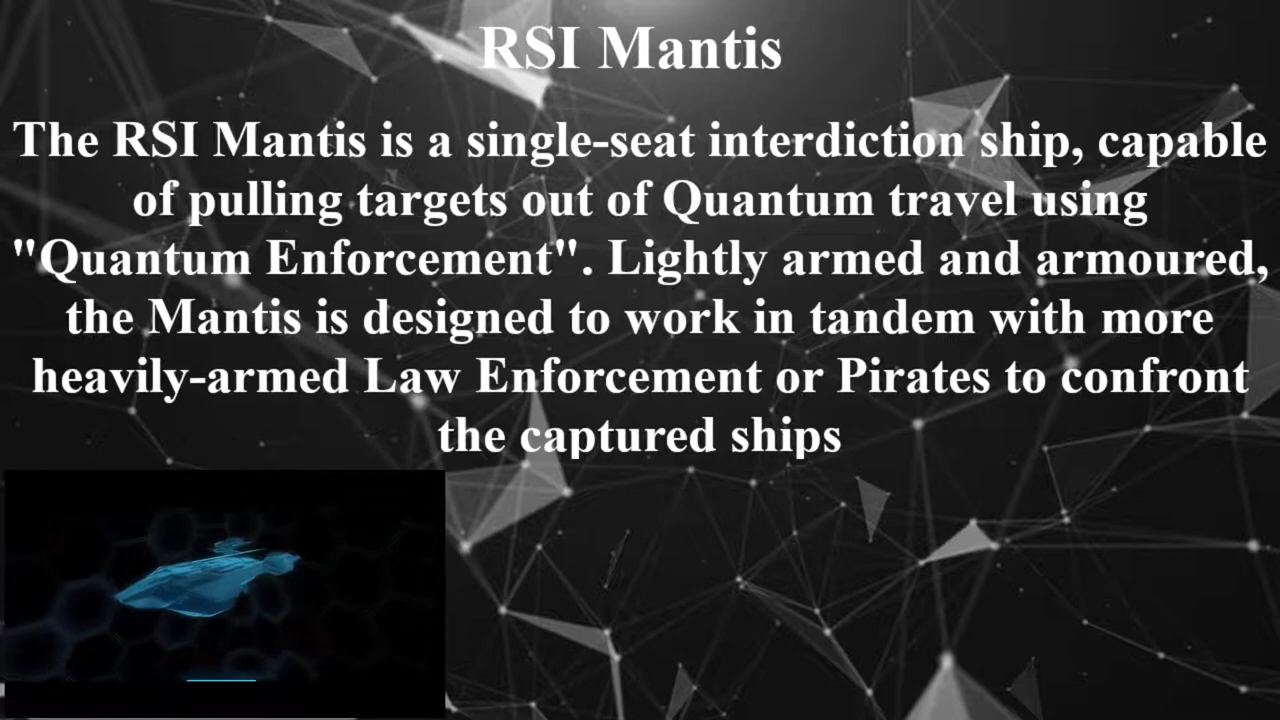 RSI Mantis
The RSI Mantis is a single-seat interdiction ship, capable
of pulling targets out of Quantum travel using
"Quantum Enforcement". Lightly armed and armoured,
the Mantis is designed to work in tandem with more
heavily-armed Law Enforcement or Pirates to confront
the captured ships